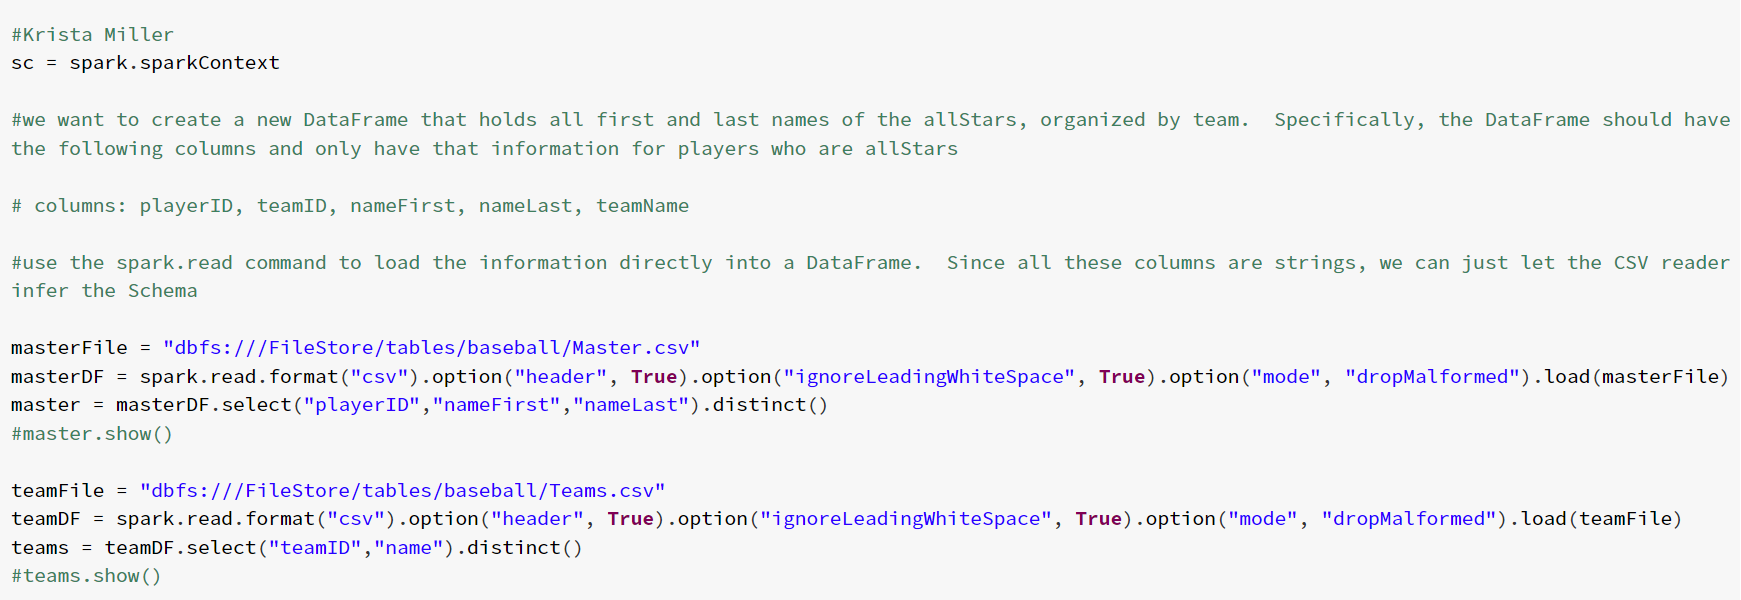 #Krista Miller
sc = spark.sparkContext
#we want to create a new DataFrame that holds all first and last names of the allStars, organized by team.  Specifically, the DataFrame should have
the following columns and only have that information for players who are allStars
# columns: playerID, teamID, nameFirst, nameLast, teamName
#use the spark.read command to load the information directly into a DataFrame.  Since all these columns are strings, we can just let the CSV reader
infer the Schema
masterFile = "dbfs:///FileStore/tables/baseball/Master.csv"
masterDF = spark.read.format("csv").option("header", True).option("ignoreLeadingWhiteSpace", True).option("mode", "dropMalformed").load(masterFile)
master = masterDF.select("playerID","nameFirst","nameLast").distinct()
#master.show()
teamFile = "dbfs:///FileStore/tables/baseball/Teams.csv"
teamDF = spark.read.format("csv").option("header", True).option("ignoreLeadingWhiteSpace", True).option("mode", "dropMalformed").load(teamFile)
teams = teamDF.select("teamID","name").distinct()
#teams.show()